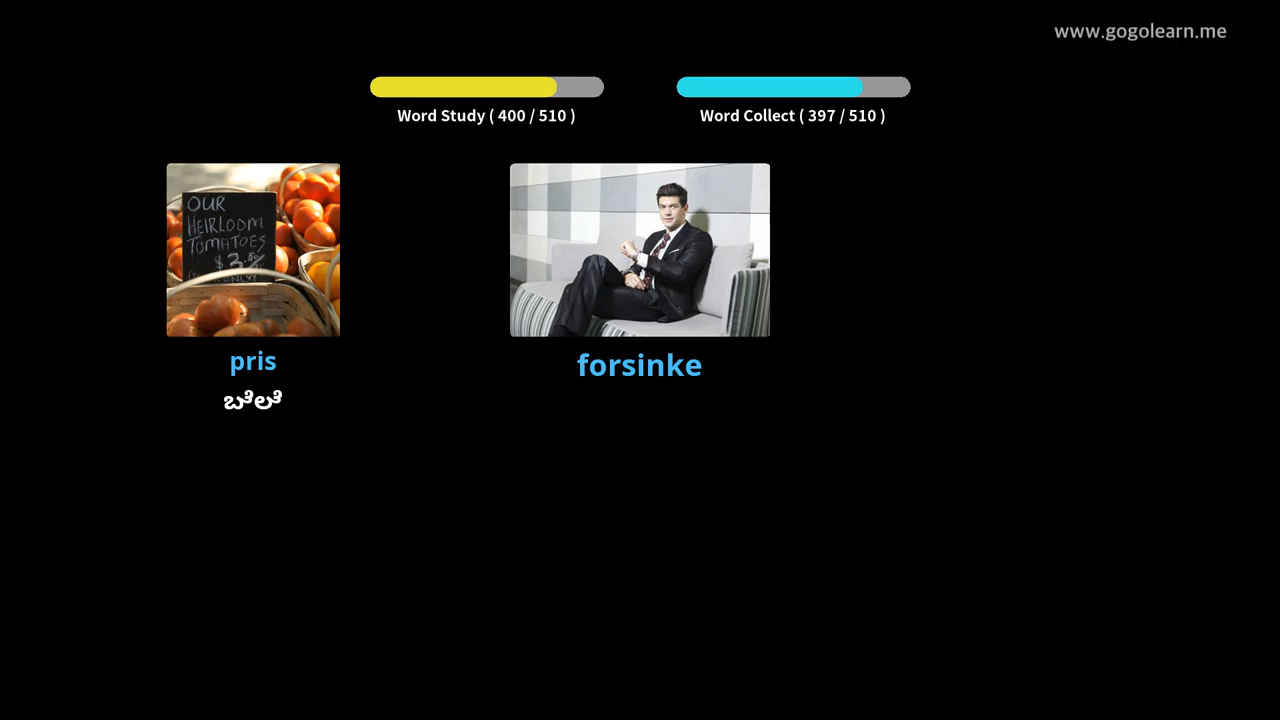 www.gogolearn.me
Word Study ( 400 / 510 )
Word Collect ( 397 / 510 )
OUR
HEIRLOOM
TOMATOES
pris
forsinke
ಬೆಲೆ